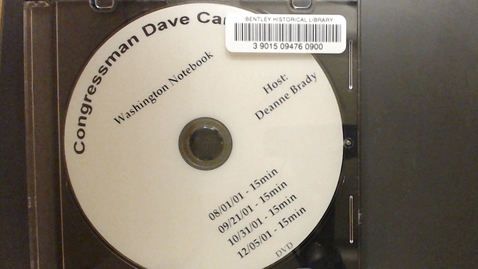 BENTLEY HISTORICAL LIBRARY
3 9015 09476 0900
Congressman Dave Ca
Washington Notebook
Host:
Deanne Brady
08/01/01 - 15min
09/21/01 - 15min
10/31/01 - 15min
12/05/01 - 15min
DVD